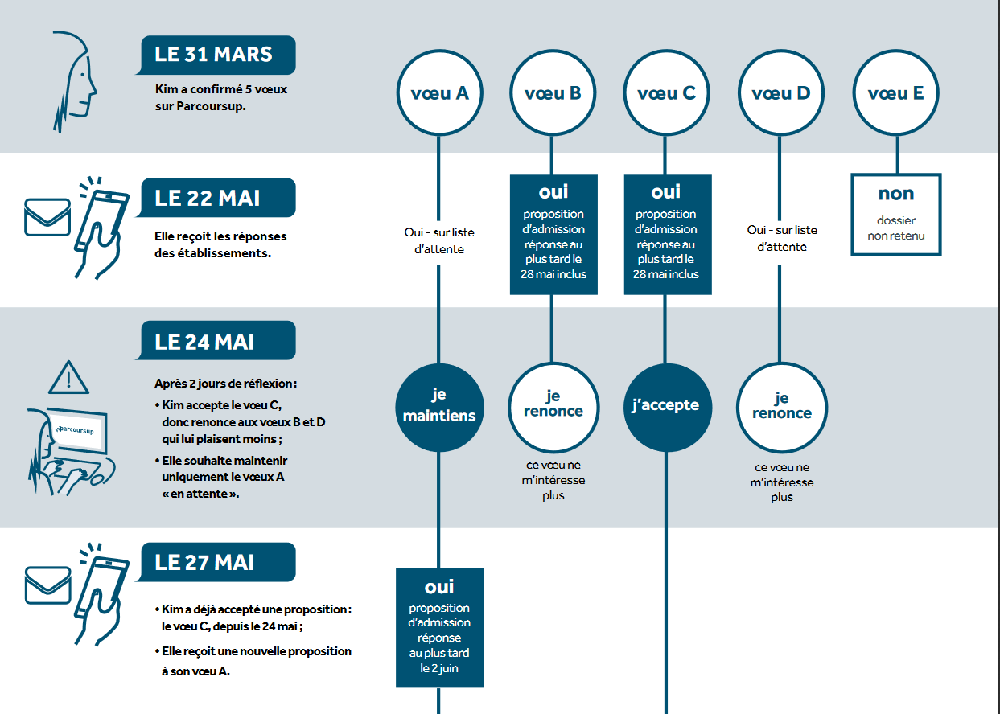 LE 31 MARS
Kim a confirmé 5 vœux
sur Parcoursup.
vœu A
vœu B
vœu C
vœu D
vœu E
LE 22 MAI
Elle reçoit les réponses
des établissements.
Oui - sur liste
d'attente
oui
proposition
d'admission
réponse au
plus tard le
28 mai inclus
oui
proposition
d'admission
réponse au
plus tard le
28 mai inclus
Oui - sur liste
d'attente
non
dossier
non retenu
LE 24 MAI
Après 2 jours de réflexion :
• Kim accepte le vœu C,
donc renonce aux vœux B et D
qui lui plaisent moins ;
• Elle souhaite maintenir
uniquement le vœux A
« en attente ».
parcoursup
je
maintiens
je
renonce
ce vœu ne
m'intéresse
plus
j'accepte
je
renonce
ce vœu ne
m'intéresse
plus
LE 27 MAI
• Kim a déjà accepté une proposition :
le vœu C, depuis le 24 mai ;
• Elle reçoit une nouvelle proposition
à son vœu A.
oui
proposition
d'admission
réponse
au plus tard
le 2 juin